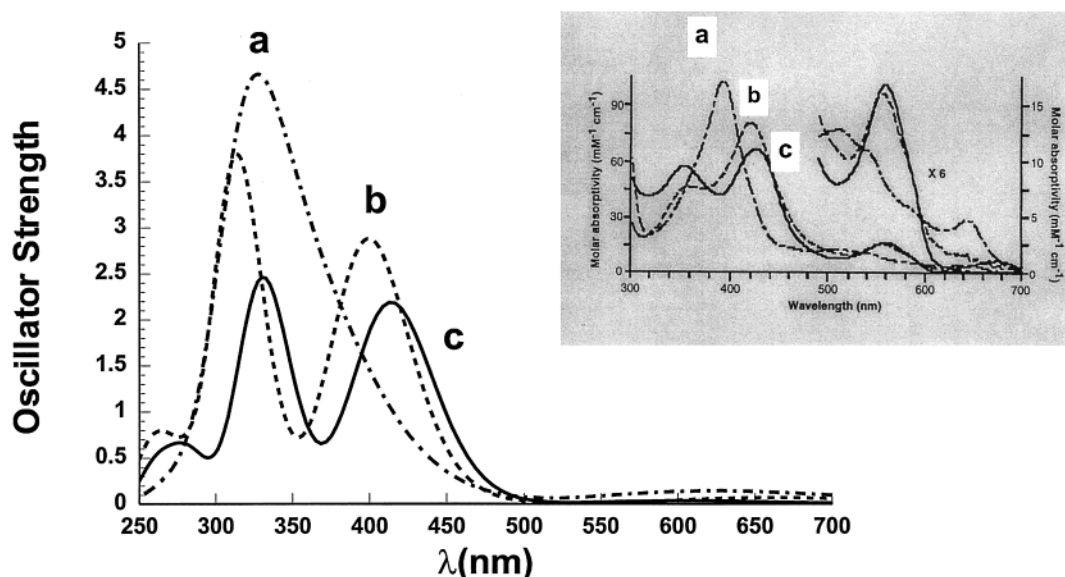 Oscillator Strength
5
4.5
4
3.5
3
2.5
2
1.5
1
0.5
0
250 300 350 400 450 500 550 600 650 700
λ(nm)
a
b
c
a
b
c
Molar absorptivity (mM⁻¹ cm⁻¹)
90
60
30
0
300 400 500 600 700
Wavelength (nm)
X 6
15
10
5
0
Molar absorptivity (mM⁻¹ cm⁻¹)